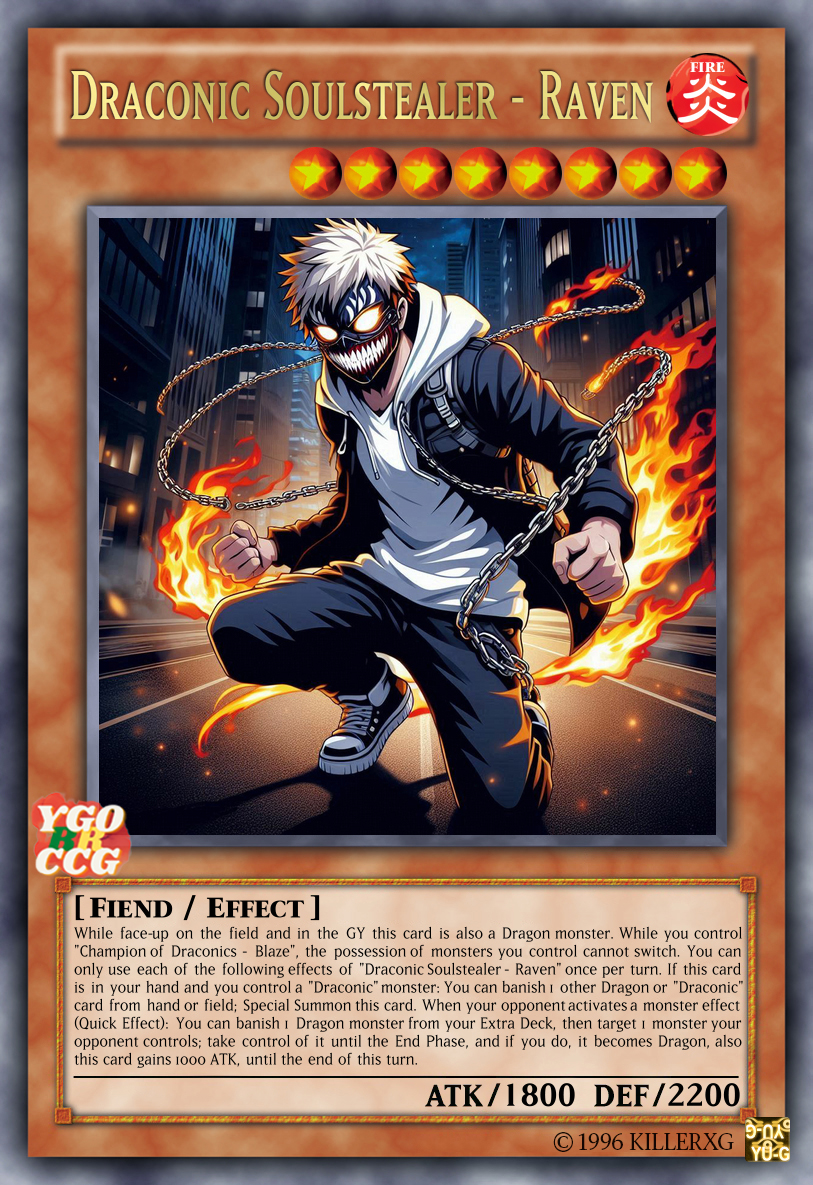 DRACONIC SOULSTEALER - RAVEN
FIRE
炎
YGO
RR
CCG
[ FIEND / EFFECT ]
While face-up on the field and in the GY this card is also a Dragon monster. While you control
"Champion of Draconics - Blaze", the possession of monsters you control cannot switch. You can
only use each of the following effects of "Draconic Soulstealer - Raven" once per turn. If this card
is in your hand and you control a "Draconic" monster: You can banish 1 other Dragon or "Draconic"
card from hand or field; Special Summon this card. When your opponent activates a monster effect
(Quick Effect): You can banish 1 Dragon monster from your Extra Deck, then target 1 monster your
opponent controls; take control of it until the End Phase, and if you do, it becomes Dragon, also
this card gains 1000 ATK, until the end of this turn.
ATK/1800 DEF/2200
© 1996 KILLERXG